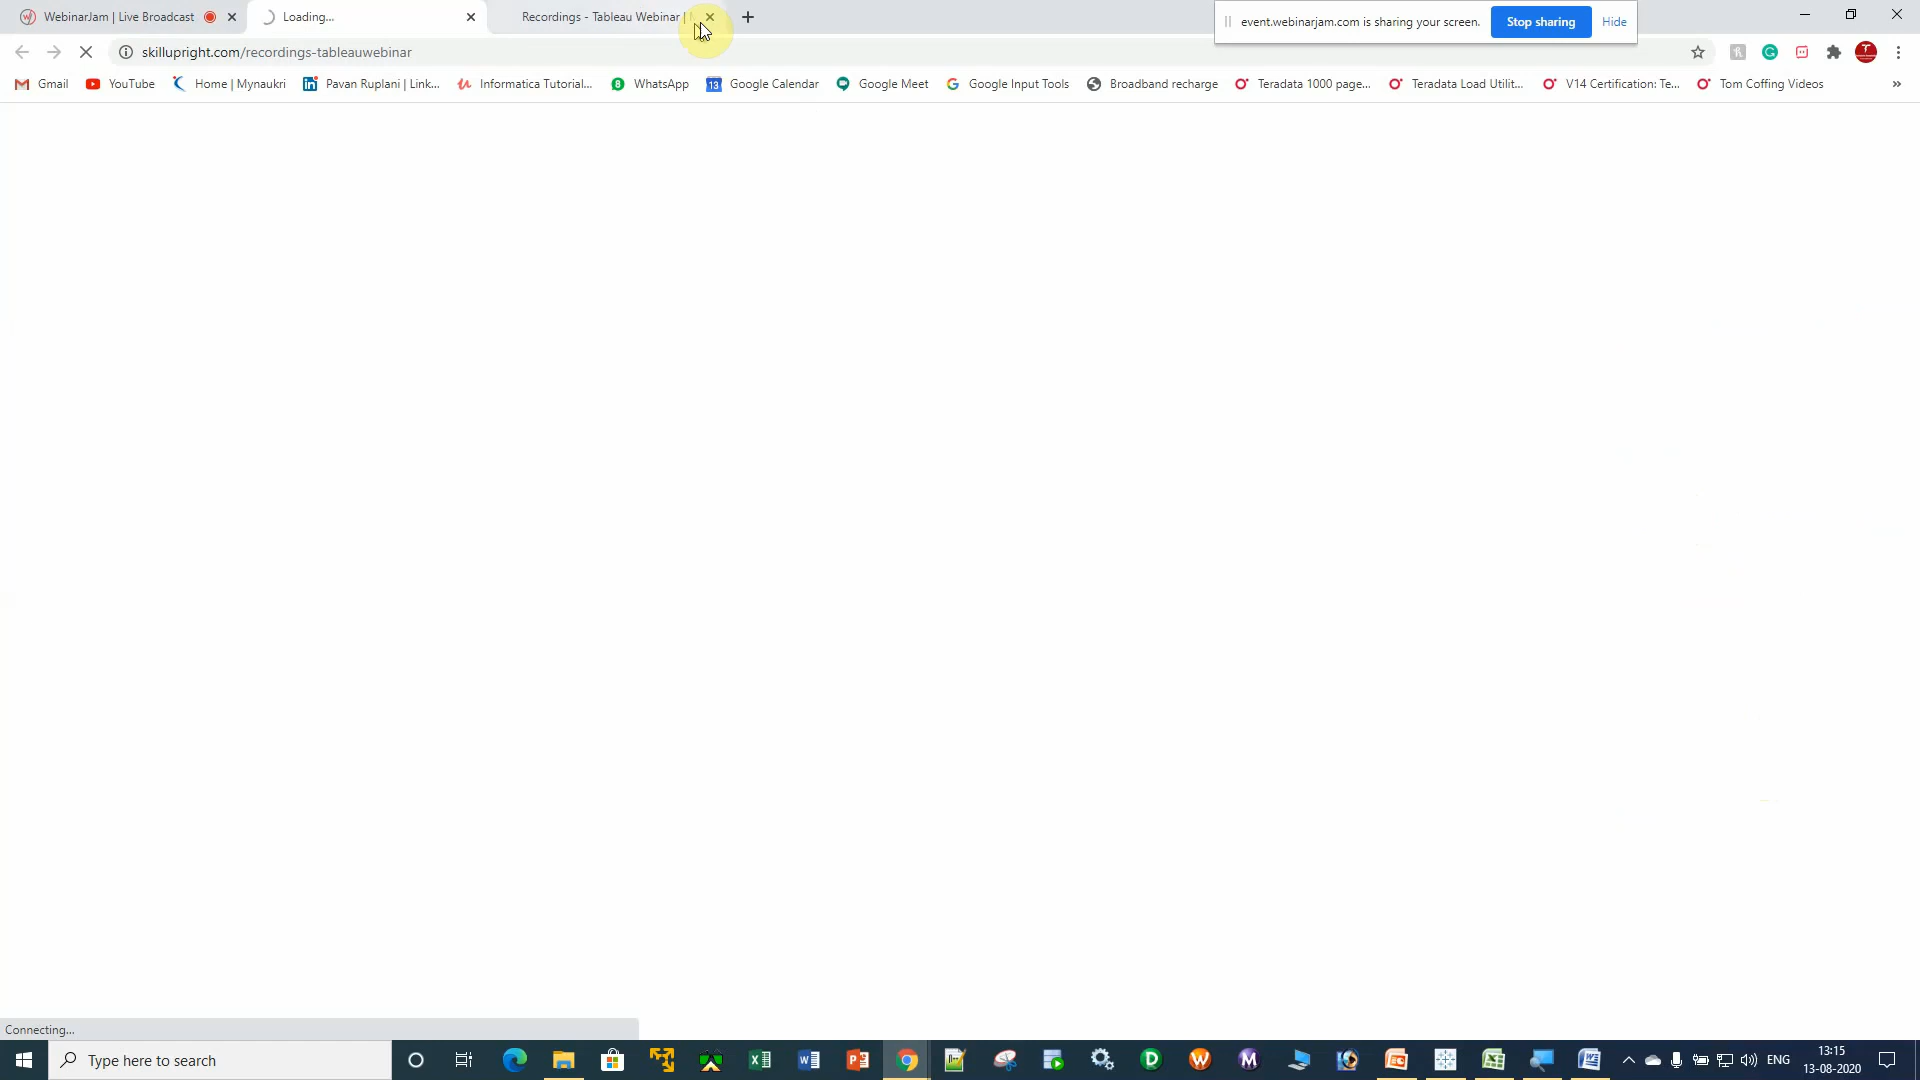 WebinarJam | Live Broadcast
Loading...
Recordings - Tableau Webinar |
event.webinarjam.com is sharing your screen. Stop sharing Hide
skillupright.com/recordings-tableauwebinar
Gmail YouTube Home | Mynaukri Pavan Ruplani | Link... Informatica Tutorial... WhatsApp Google Calendar Google Meet Google Input Tools Broadband recharge Teradata 1000 page... Teradata Load Utilit... V14 Certification: Te... Tom Coffing Videos »
Connecting...
Type here to search
ENG
13:15
13-08-2020